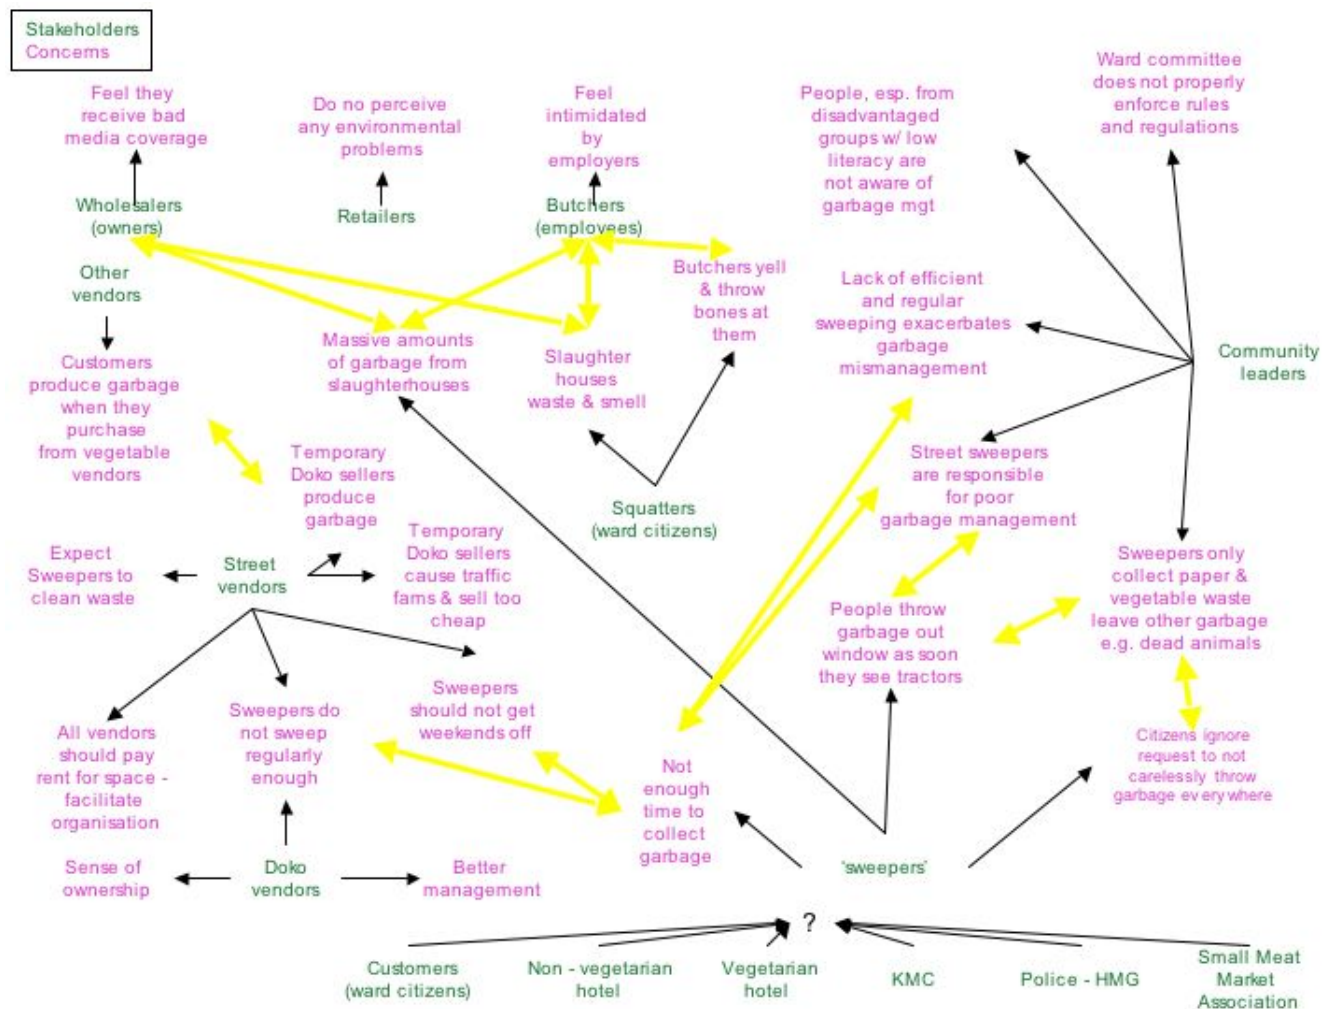 Stakeholders
Concerns
Feel they
receive bad
media coverage
Do no perceive
any environmental
problems
Feel
intimidated
by
employers
People, esp. from
disadvantaged
groups w/ low
literacy are
not aware of
garbage mgt
Ward committee
does not properly
enforce rules
and regulations
Wholesalers
(owners)
Retailers
Butchers
(employees)
Other
vendors
Butchers yell
& throw
bones at
them
Lack of efficient
and regular
sweeping exacerbates
garbage
mismanagement
Massive amounts
of garbage from
slaughterhouses
Slaughter
houses
waste & smell
Community
leaders
Customers
produce garbage
when they
purchase
from vegetable
vendors
Temporary
Doko sellers
produce
garbage
Street sweepers
are responsible
for poor
garbage management
Squatters
(ward citizens)
Temporary
Doko sellers
cause traffic
fams & sell too
cheap
Expect
Sweepers to
clean waste
Street
vendors
Sweepers only
collect paper &
vegetable waste
leave other garbage
e.g. dead animals
People throw
garbage out
window as soon
they see tractors
Sweepers
should not get
weekends off
Sweepers do
not sweep
regularly
enough
All vendors
should pay
rent for space -
facilitate
organisation
Citizens ignore
request to not
carelessly throw
garbage everywhere
Not
enough
time to
collect
garbage
Sense of
ownership
Doko
vendors
Better
management
'sweepers'
?
Customers
(ward citizens)
Non - vegetarian
hotel
Vegetarian
hotel
KMC
Police - HMG
Small Meat
Market
Association